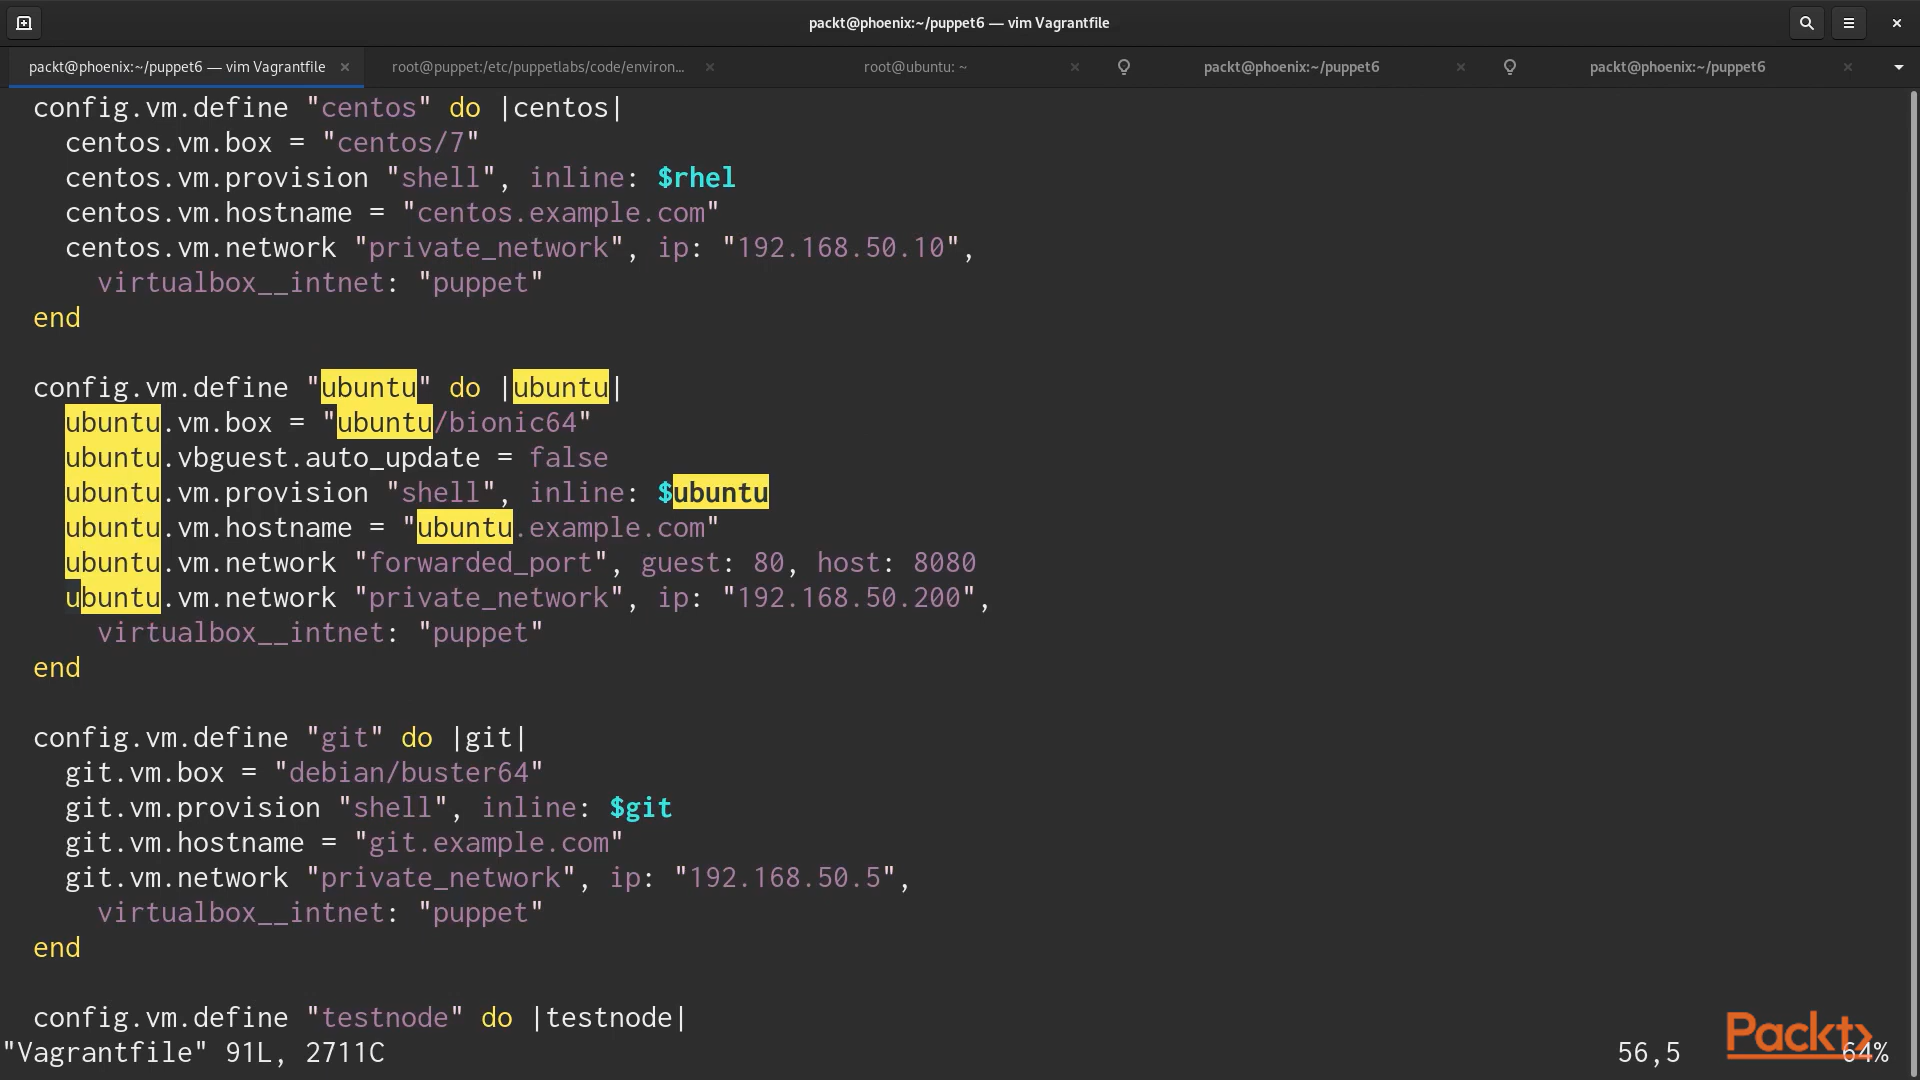 packt@phoenix:~/puppet6 — vim Vagrantfile
packt@phoenix:~/puppet6 — vim Vagrantfile
root@puppet:/etc/puppetlabs/code/environ...
root@ubuntu: ~
packt@phoenix:~/puppet6
packt@phoenix:~/puppet6
config.vm.define "centos" do |centos|
centos.vm.box = "centos/7"
centos.vm.provision "shell", inline: $rhel
centos.vm.hostname = "centos.example.com"
centos.vm.network "private_network", ip: "192.168.50.10",
virtualbox__intnet: "puppet"
end
config.vm.define "ubuntu" do |ubuntu|
ubuntu.vm.box = "ubuntu/bionic64"
ubuntu.vbguest.auto_update = false
ubuntu.vm.provision "shell", inline: $ubuntu
ubuntu.vm.hostname = "ubuntu.example.com"
ubuntu.vm.network "forwarded_port", guest: 80, host: 8080
ubuntu.vm.network "private_network", ip: "192.168.50.200",
virtualbox__intnet: "puppet"
end
config.vm.define "git" do |git|
git.vm.box = "debian/buster64"
git.vm.provision "shell", inline: $git
git.vm.hostname = "git.example.com"
git.vm.network "private_network", ip: "192.168.50.5",
virtualbox__intnet: "puppet"
end
config.vm.define "testnode" do |testnode|
"Vagrantfile" 91L, 2711C
56,5
64%
Packt